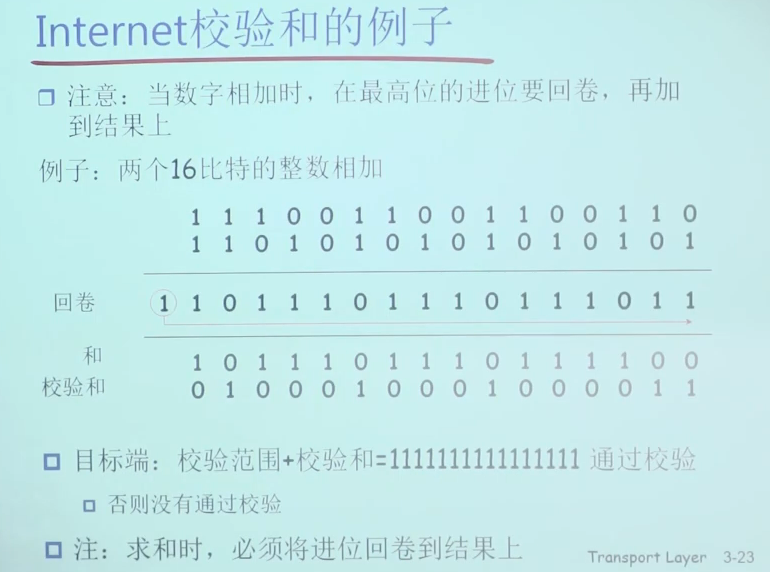 Internet校验和的例子
注意：当数字相加时，在最高位的进位要回卷，再加
到结果上
例子：两个16比特的整数相加
1 1 1 0 0 1 1 0 0 1 1 0 0 1 1 0
1 1 0 1 0 1 0 1 0 1 0 1 0 1 0 1
回卷 1 1 0 1 1 1 0 1 1 1 0 1 1 1 0 1 1
和 1 0 1 1 1 0 1 1 1 0 1 1 1 1 0 0
校验和 0 1 0 0 0 1 0 0 0 1 0 0 0 0 1 1
目标端：校验范围+校验和=1111111111111111 通过校验
否则没有通过校验
注：求和时，必须将进位回卷到结果上
Transport Layer 3-23